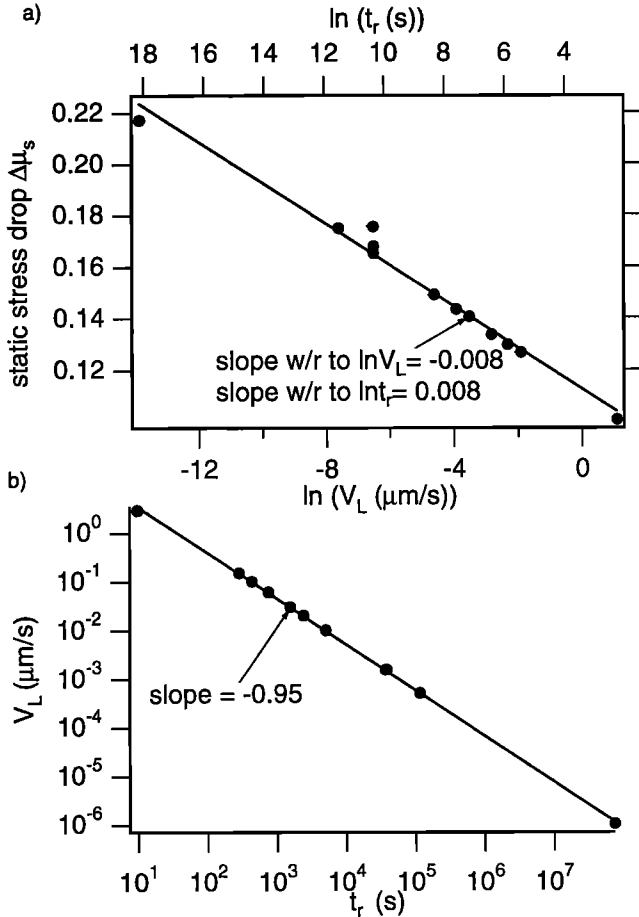 a)
ln (t_r (s))
18 16 14 12 10 8 6 4
0.22
0.20
0.18
0.16
0.14
0.12
static stress drop Δμ_s
slope w/r to lnV_L= -0.008
slope w/r to lnt_r= 0.008
-12 -8 -4 0
ln (V_L (μm/s))
b)
10^0
10^-1
10^-2
10^-3
10^-4
10^-5
10^-6
V_L (μm/s)
slope = -0.95
10^1 10^2 10^3 10^4 10^5 10^6 10^7
t_r (s)